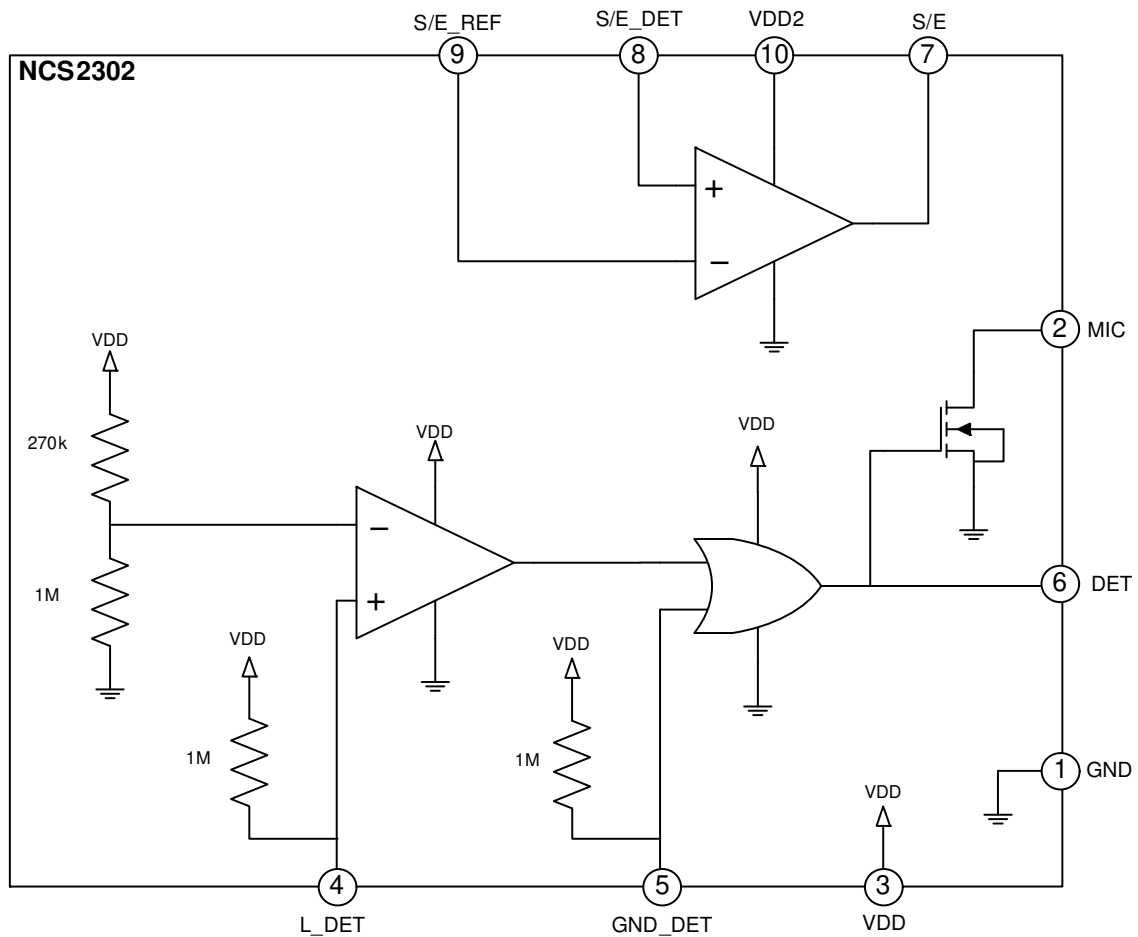 S/E_REF
S/E_DET
VDD2
S/E
9
8
10
7
NCS2302
+
−
2
MIC
VDD
270k
VDD
VDD
−
1M
+
6
DET
VDD
VDD
1M
1M
1
GND
VDD
4
5
3
L_DET
GND_DET
VDD